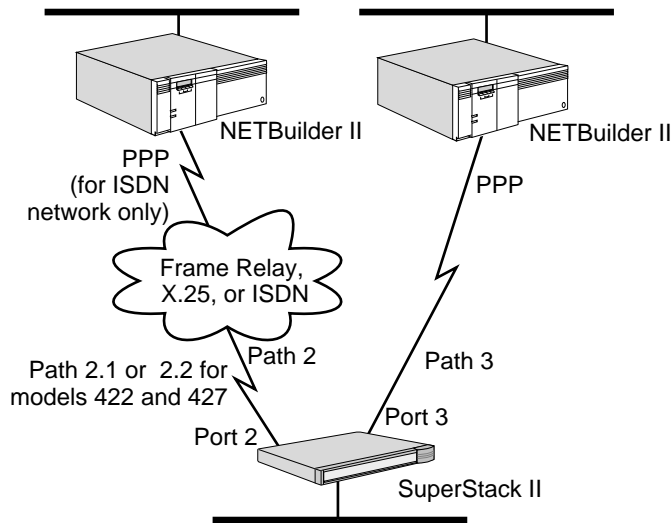 NETBuilder II
NETBuilder II
PPP
(for ISDN
network only)
PPP
Frame Relay,
X.25, or ISDN
Path 2
Path 2.1 or 2.2 for
models 422 and 427
Path 3
Port 2
Port 3
SuperStack II